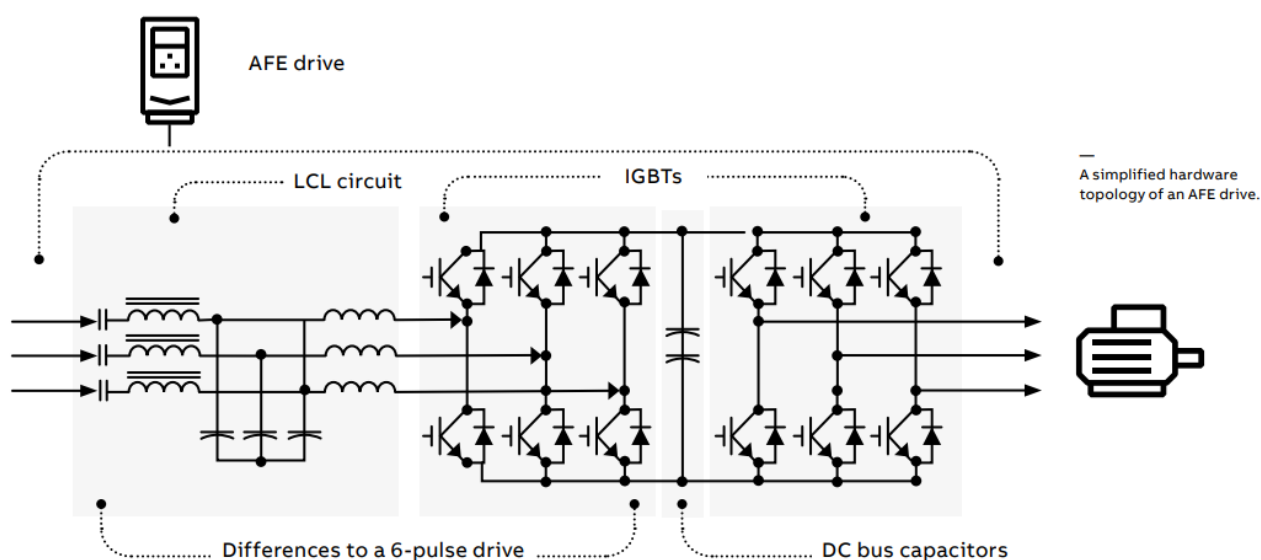 AFE drive
LCL circuit
IGBTs
—
A simplified hardware
topology of an AFE drive.
Differences to a 6-pulse drive
DC bus capacitors